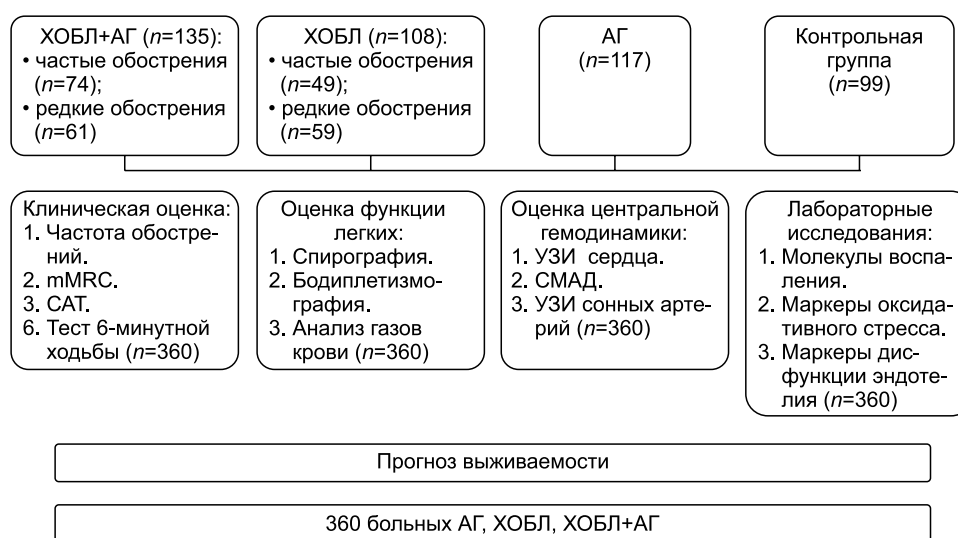 ХОБЛ+АГ (n=135):
• частые обострения
(n=74);
• редкие обострения
(n=61)
ХОБЛ (n=108):
• частые обострения
(n=49);
• редкие обострения
(n=59)
АГ
(n=117)
Контрольная
группа
(n=99)
Клиническая оценка:
1. Частота обостре-
ний.
2. mMRC.
3. CAT.
6. Тест 6-минутной
ходьбы (n=360)
Оценка функции
легких:
1. Спирография.
2. Бодиплетизмо-
графия.
3. Анализ газов
крови (n=360)
Оценка центральной
гемодинамики:
1. УЗИ сердца.
2. СМАД.
3. УЗИ сонных арте-
рий (n=360)
Лабораторные
исследования:
1. Молекулы воспа-
ления.
2. Маркеры оксид-
ативного стресса.
3. Маркеры дис-
функции эндоте-
лия (n=360)
Прогноз выживаемости
360 больных АГ, ХОБЛ, ХОБЛ+АГ